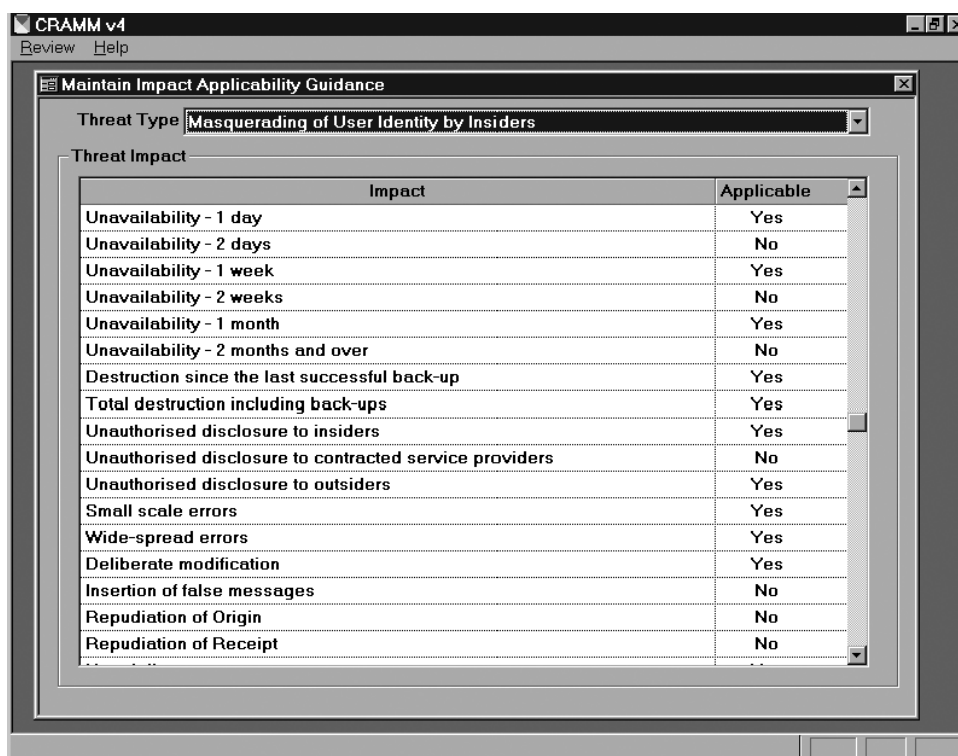 CRAMM v4
Review Help
Maintain Impact Applicability Guidance
Threat Type Masquerading of User Identity by Insiders
Threat Impact
Impact Applicable
Unavailability - 1 day Yes
Unavailability - 2 days No
Unavailability - 1 week Yes
Unavailability - 2 weeks No
Unavailability - 1 month Yes
Unavailability - 2 months and over No
Destruction since the last successful back-up Yes
Total destruction including back-ups Yes
Unauthorised disclosure to insiders Yes
Unauthorised disclosure to contracted service providers No
Unauthorised disclosure to outsiders Yes
Small scale errors Yes
Wide-spread errors Yes
Deliberate modification Yes
Insertion of false messages No
Repudiation of Origin No
Repudiation of Receipt No